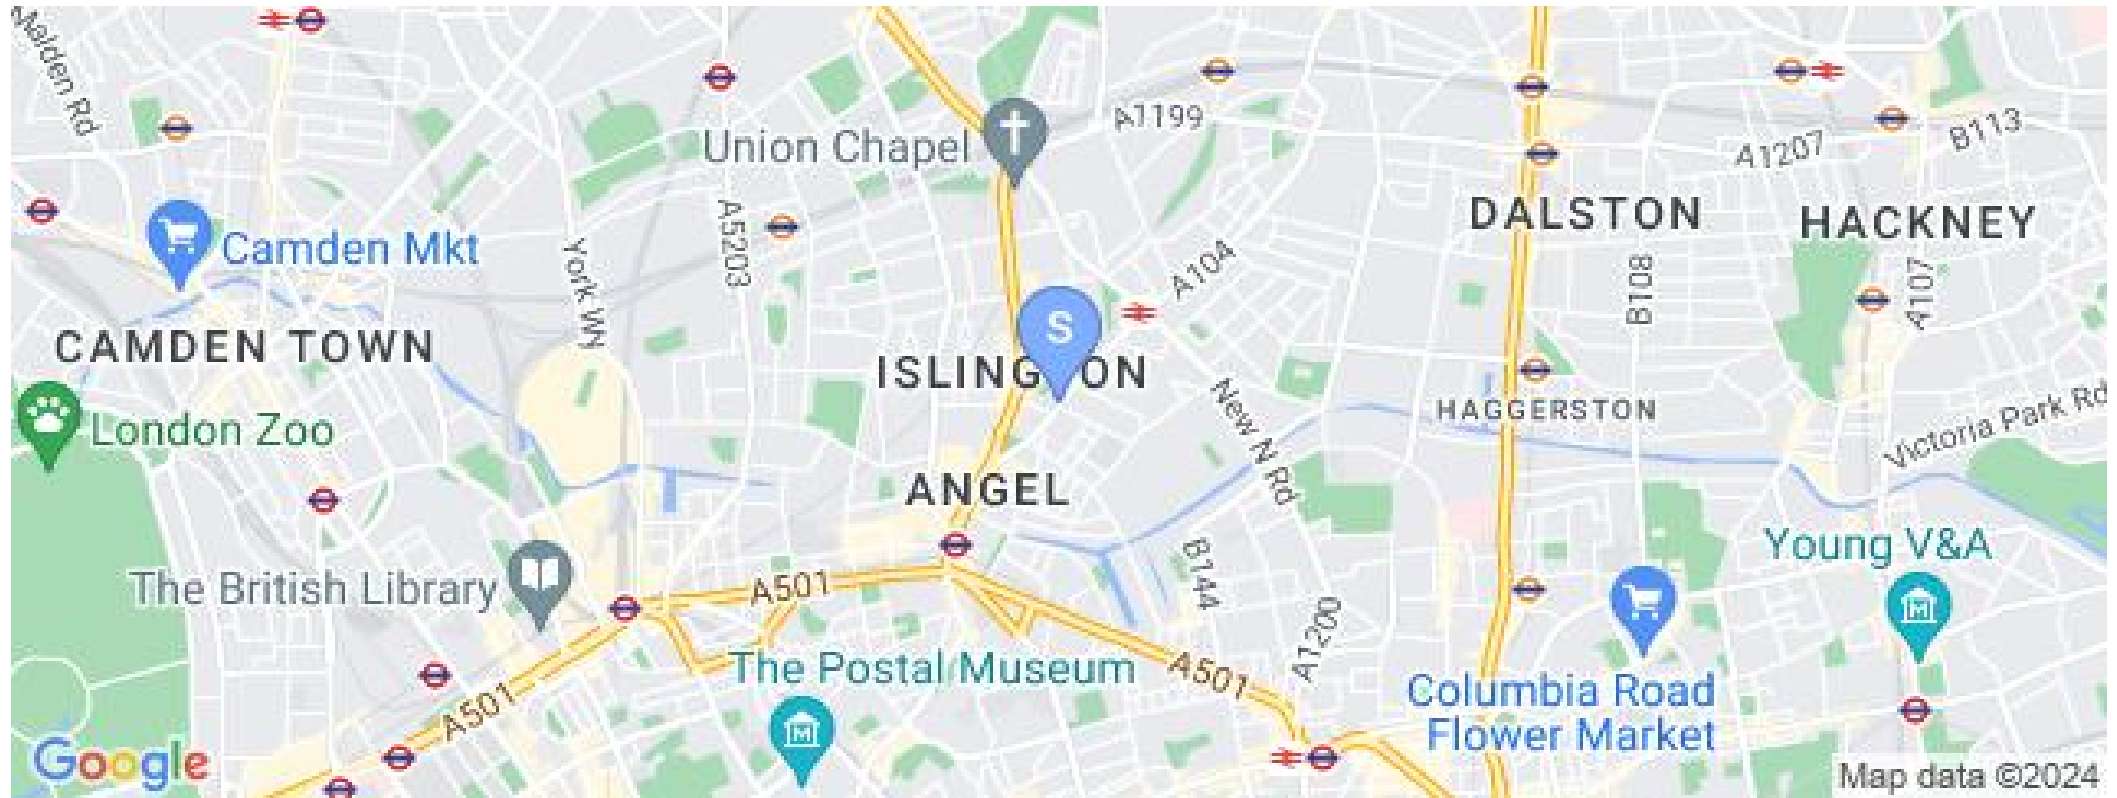 Malden Rd
Union Chapel
A1199
A1207
B113
DALSTON
HACKNEY
Camden Mkt
York Wy
A5203
A104
B108
A107
CAMDEN TOWN
S
ISLINGTON
London Zoo
New N Rd
HAGGERSTON
Victoria Park Rd
ANGEL
The British Library
A501
B144
Young V&A
A1200
The Postal Museum
A501
A501
Columbia Road
Flower Market
Google
Map data ©2024